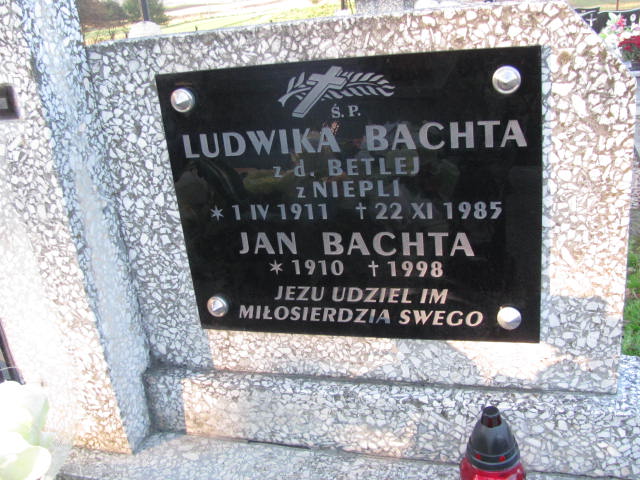 Ś.P.
LUDWIKA BACHTA
z d. BETLEJ
z NIEPLI
* 1 IV 1911 † 22 XI 1985
JAN BACHTA
* 1910 † 1998
JEZU UDZIEL IM
MIŁOSIERDZIA SWEGO